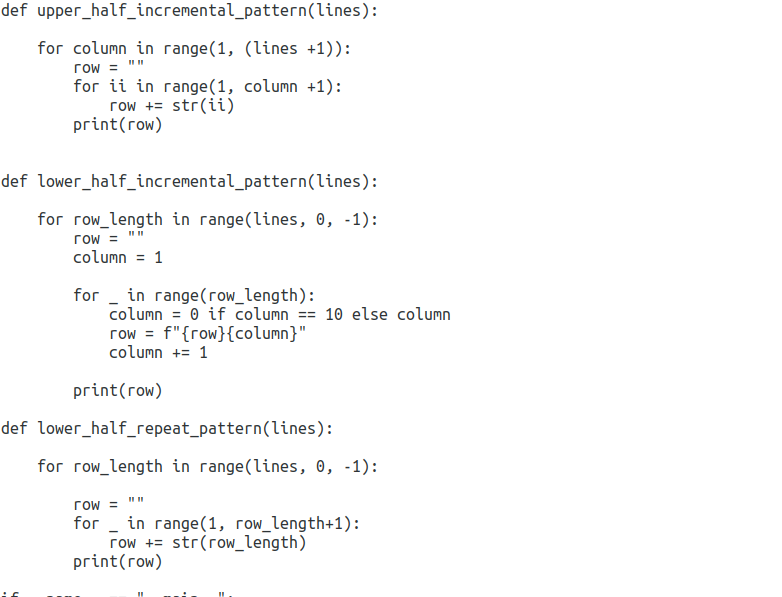 def upper_half_incremental_pattern(lines):
    for column in range(1, (lines +1)):
        row = ""
        for ii in range(1, column +1):
            row += str(ii)
        print(row)
def lower_half_incremental_pattern(lines):
    for row_length in range(lines, 0, -1):
        row = ""
        column = 1
        for _ in range(row_length):
            column = 0 if column == 10 else column
            row = f"{row}{column}"
            column += 1
        print(row)
def lower_half_repeat_pattern(lines):
    for row_length in range(lines, 0, -1):
        row = ""
        for _ in range(1, row_length+1):
            row += str(row_length)
        print(row)